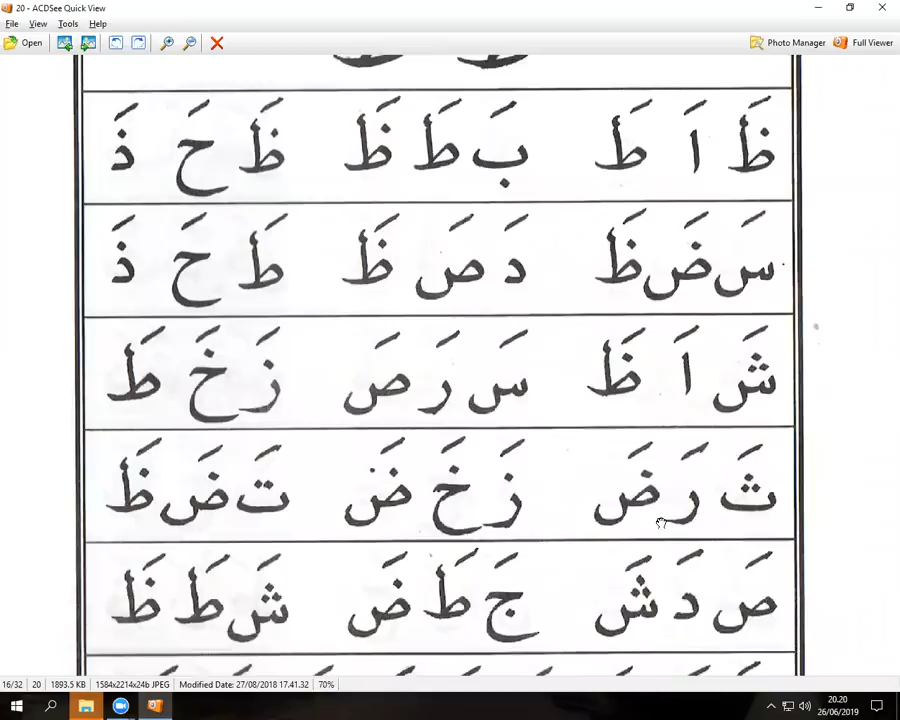 20 - ACDSee Quick View
File View Tools Help
Open Photo Manager Full Viewer
ظَ اَ طَ بَ طَ ظَ ظَ حَ ذَ
سَ ضَ ظَ دَ صَ ظَ طَ حَ ذَ
شَ اَ ظَ سَ رَ صَ زَ خَ طَ
ثَ رَ ضَ زَ خَ ضَ تَ ضَ ظَ
صَ دَ شَ جَ طَ ضَ شَ طَ ظَ
16/32 20 1893.5 KB 1584x2214x24b JPEG Modified Date: 27/08/2018 17.41.32 70%
20.20
26/06/2019